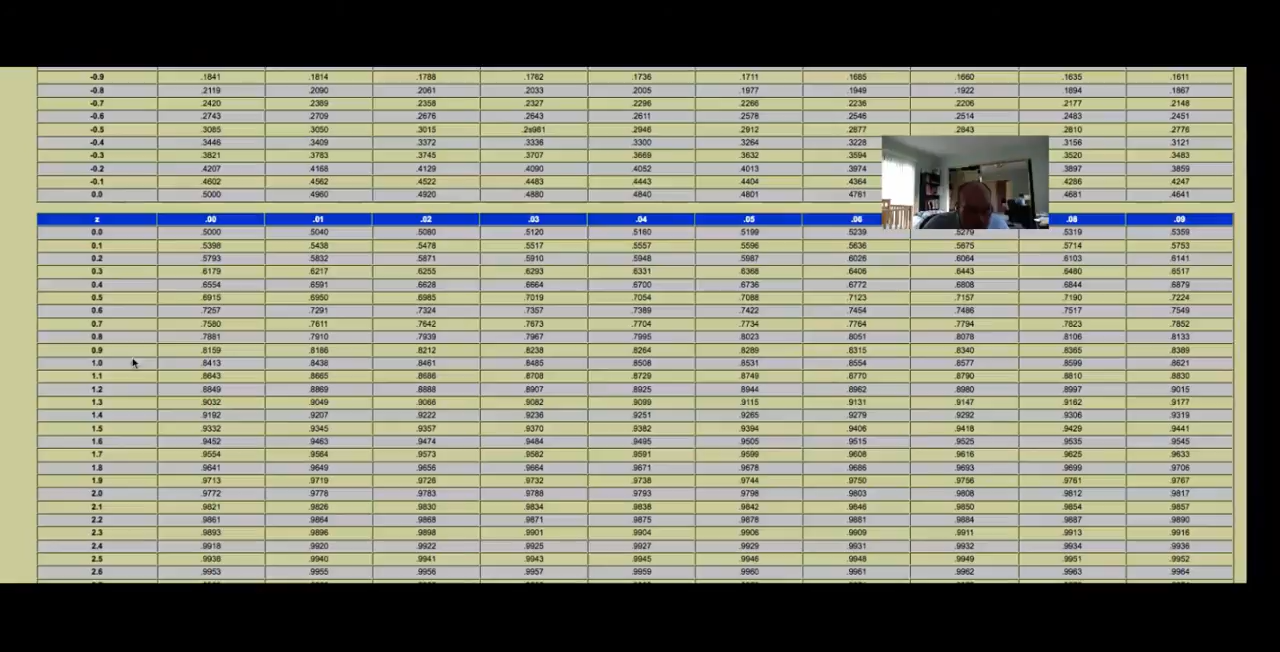 -0.9 .1841 .1814 .1788 .1762 .1736 .1711 .1685 .1660 .1635 .1611
-0.8 .2119 .2090 .2061 .2033 .2005 .1977 .1949 .1922 .1894 .1867
-0.7 .2420 .2389 .2358 .2327 .2296 .2266 .2236 .2206 .2177 .2148
-0.6 .2743 .2709 .2676 .2643 .2611 .2578 .2546 .2514 .2483 .2451
-0.5 .3085 .3050 .3015 .2s981 .2946 .2912 .2877 .2843 .2810 .2776
-0.4 .3446 .3409 .3372 .3336 .3300 .3264 .3228 .3156 .3121
-0.3 .3821 .3783 .3745 .3707 .3669 .3632 .3594 .3520 .3483
-0.2 .4207 .4168 .4129 .4090 .4052 .4013 .3974 .3897 .3859
-0.1 .4602 .4562 .4522 .4483 .4443 .4404 .4364 .4286 .4247
0.0 .5000 .4960 .4920 .4880 .4840 .4801 .4761 .4681 .4641
z .00 .01 .02 .03 .04 .05 .06 .08 .09
0.0 .5000 .5040 .5080 .5120 .5160 .5199 .5239 .5279 .5319 .5359
0.1 .5398 .5438 .5478 .5517 .5557 .5596 .5636 .5675 .5714 .5753
0.2 .5793 .5832 .5871 .5910 .5948 .5987 .6026 .6064 .6103 .6141
0.3 .6179 .6217 .6255 .6293 .6331 .6368 .6406 .6443 .6480 .6517
0.4 .6554 .6591 .6628 .6664 .6700 .6736 .6772 .6808 .6844 .6879
0.5 .6915 .6950 .6985 .7019 .7054 .7088 .7123 .7157 .7190 .7224
0.6 .7257 .7291 .7324 .7357 .7389 .7422 .7454 .7486 .7517 .7549
0.7 .7580 .7611 .7642 .7673 .7704 .7734 .7764 .7794 .7823 .7852
0.8 .7881 .7910 .7939 .7967 .7995 .8023 .8051 .8078 .8106 .8133
0.9 .8159 .8186 .8212 .8238 .8264 .8289 .8315 .8340 .8365 .8389
1.0 .8413 .8438 .8461 .8485 .8508 .8531 .8554 .8577 .8599 .8621
1.1 .8643 .8665 .8686 .8708 .8729 .8749 .8770 .8790 .8810 .8830
1.2 .8849 .8869 .8888 .8907 .8925 .8944 .8962 .8980 .8997 .9015
1.3 .9032 .9049 .9066 .9082 .9099 .9115 .9131 .9147 .9162 .9177
1.4 .9192 .9207 .9222 .9236 .9251 .9265 .9279 .9292 .9306 .9319
1.5 .9332 .9345 .9357 .9370 .9382 .9394 .9406 .9418 .9429 .9441
1.6 .9452 .9463 .9474 .9484 .9495 .9505 .9515 .9525 .9535 .9545
1.7 .9554 .9564 .9573 .9582 .9591 .9599 .9608 .9616 .9625 .9633
1.8 .9641 .9649 .9656 .9664 .9671 .9678 .9686 .9693 .9699 .9706
1.9 .9713 .9719 .9726 .9732 .9738 .9744 .9750 .9756 .9761 .9767
2.0 .9772 .9778 .9783 .9788 .9793 .9798 .9803 .9808 .9812 .9817
2.1 .9821 .9826 .9830 .9834 .9838 .9842 .9846 .9850 .9854 .9857
2.2 .9861 .9864 .9868 .9871 .9875 .9878 .9881 .9884 .9887 .9890
2.3 .9893 .9896 .9898 .9901 .9904 .9906 .9909 .9911 .9913 .9916
2.4 .9918 .9920 .9922 .9925 .9927 .9929 .9931 .9932 .9934 .9936
2.5 .9938 .9940 .9941 .9943 .9945 .9946 .9948 .9949 .9951 .9952
2.6 .9953 .9955 .9956 .9957 .9959 .9960 .9961 .9962 .9963 .9964